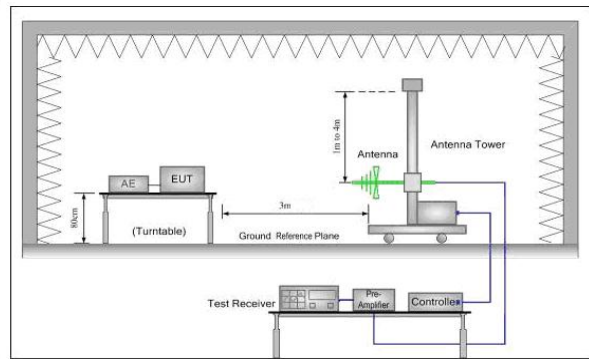 1m to 4m
Antenna
Antenna Tower
AE
EUT
80cm
(Turntable)
3m
Ground Reference Plane
Test Receiver
Pre-
Amplifier
Controller